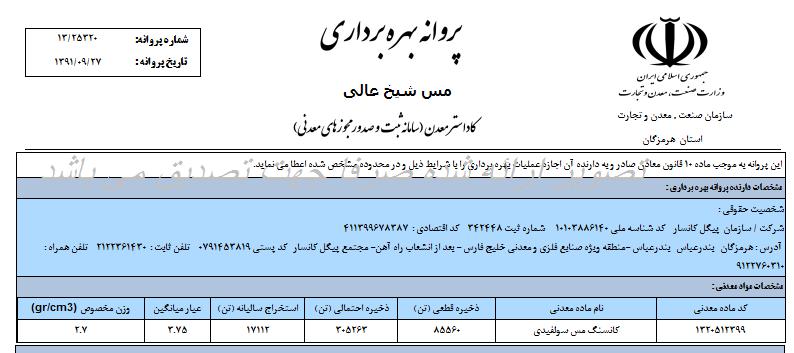 جمهوری اسلامی ایران
وزارت صنعت، معدن و تجارت
سازمان صنعت ، معدن و تجارت
استان هرمزگان
پروانه بهره برداری
مس شیخ عالی
کاداستر معدن (سامانه ثبت و صدور مجوز های معدنی)
شماره پروانه: ۱۳/۲۵۳۲۰
تاریخ پروانه : ۱۳۹۱/۰۹/۲۷
این پروانه به موجب ماده ۱۰ قانون معادن صادر و به دارنده آن اجازه عملیات بهره برداری را با شرایط ذیل و در محدوده مشخص شده اعطا می نماید.
مشخصات دارنده پروانه بهره برداری :
شخصیت حقوقی :
شرکت / سازمان پیگل کانسار کد شناسه ملی ۱۰۱۰۳۸۸۶۱۴۰ شماره ثبت ۳۴۲۴۴۸ کد اقتصادی : ۴۱۱۳۹۹۶۷۸۳۸۷
آدرس : هرمزگان بندرعباس بندرعباس -منطقه ویژه صنایع فلزی و معدنی خلیج فارس - بعد از انشعاب راه آهن- مجتمع پیگل کانسار کد پستی ۰۷۹۱۴۵۳۸۱۹ تلفن ثابت : ۲۱۲۲۳۶۱۴۳۰ تلفن همراه :
۹۱۲۲۷۶۰۳۱۰
مشخصات مواد معدنی :
کد ماده معدنی نام ماده معدنی ذخیره قطعی (تن) ذخیره احتمالی (تن) استخراج سالیانه (تن) عیار میانگین وزن مخصوص (gr/cm3)
۱۳۲۰۵۱۲۳۹۹ کانسنگ مس سولفیدی ۸۵۵۶۰ ۳۰۵۲۶۳ ۱۷۱۱۲ ۳.۷۵ ۲.۷